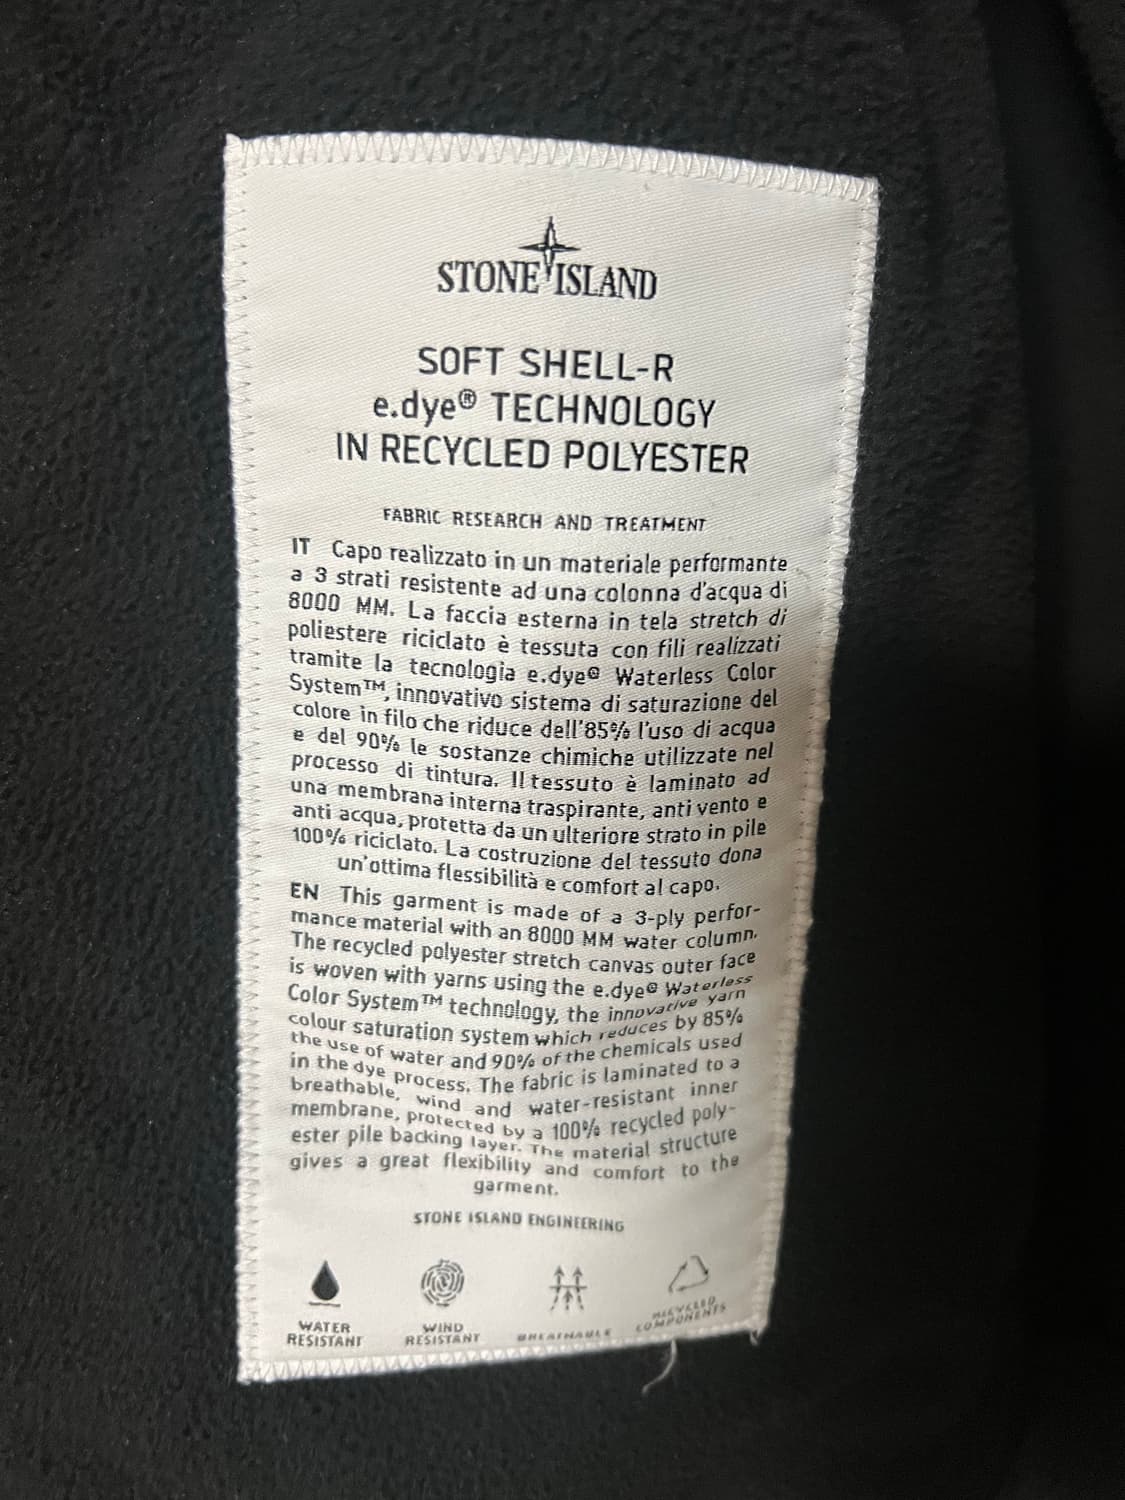 STONE ISLAND
SOFT SHELL-R
e.dye® TECHNOLOGY
IN RECYCLED POLYESTER
FABRIC RESEARCH AND TREATMENT
IT Capo realizzato in un materiale performante
a 3 strati resistente ad una colonna d'acqua di
8000 MM. La faccia esterna in tela stretch di
poliestere riciclato è tessuta con fili realizzati
tramite la tecnologia e.dye® Waterless Color
System™, innovativo sistema di saturazione del
colore in filo che riduce dell'85% l'uso di acqua
e del 90% le sostanze chimiche utilizzate nel
processo di tintura. Il tessuto è laminato ad
una membrana interna traspirante, anti vento e
anti acqua, protetta da un ulteriore strato in pile
100% riciclato. La costruzione del tessuto dona
un'ottima flessibilità e comfort al capo.
EN This garment is made of a 3-ply perfor-
mance material with an 8000 MM water column.
The recycled polyester stretch canvas outer face
is woven with yarns using the e.dye® Waterless
Color System™ technology, the innovative yarn
colour saturation system which reduces by 85%
the use of water and 90% of the chemicals used
in the dye process. The fabric is laminated to a
breathable, wind and water-resistant inner
membrane, protected by a 100% recycled poly-
ester pile backing layer. The material structure
gives a great flexibility and comfort to the
garment.
STONE ISLAND ENGINEERING
WATER
RESISTANT
WIND
RESISTANT
BREATHABLE
RECYCLED
COMPONENTS